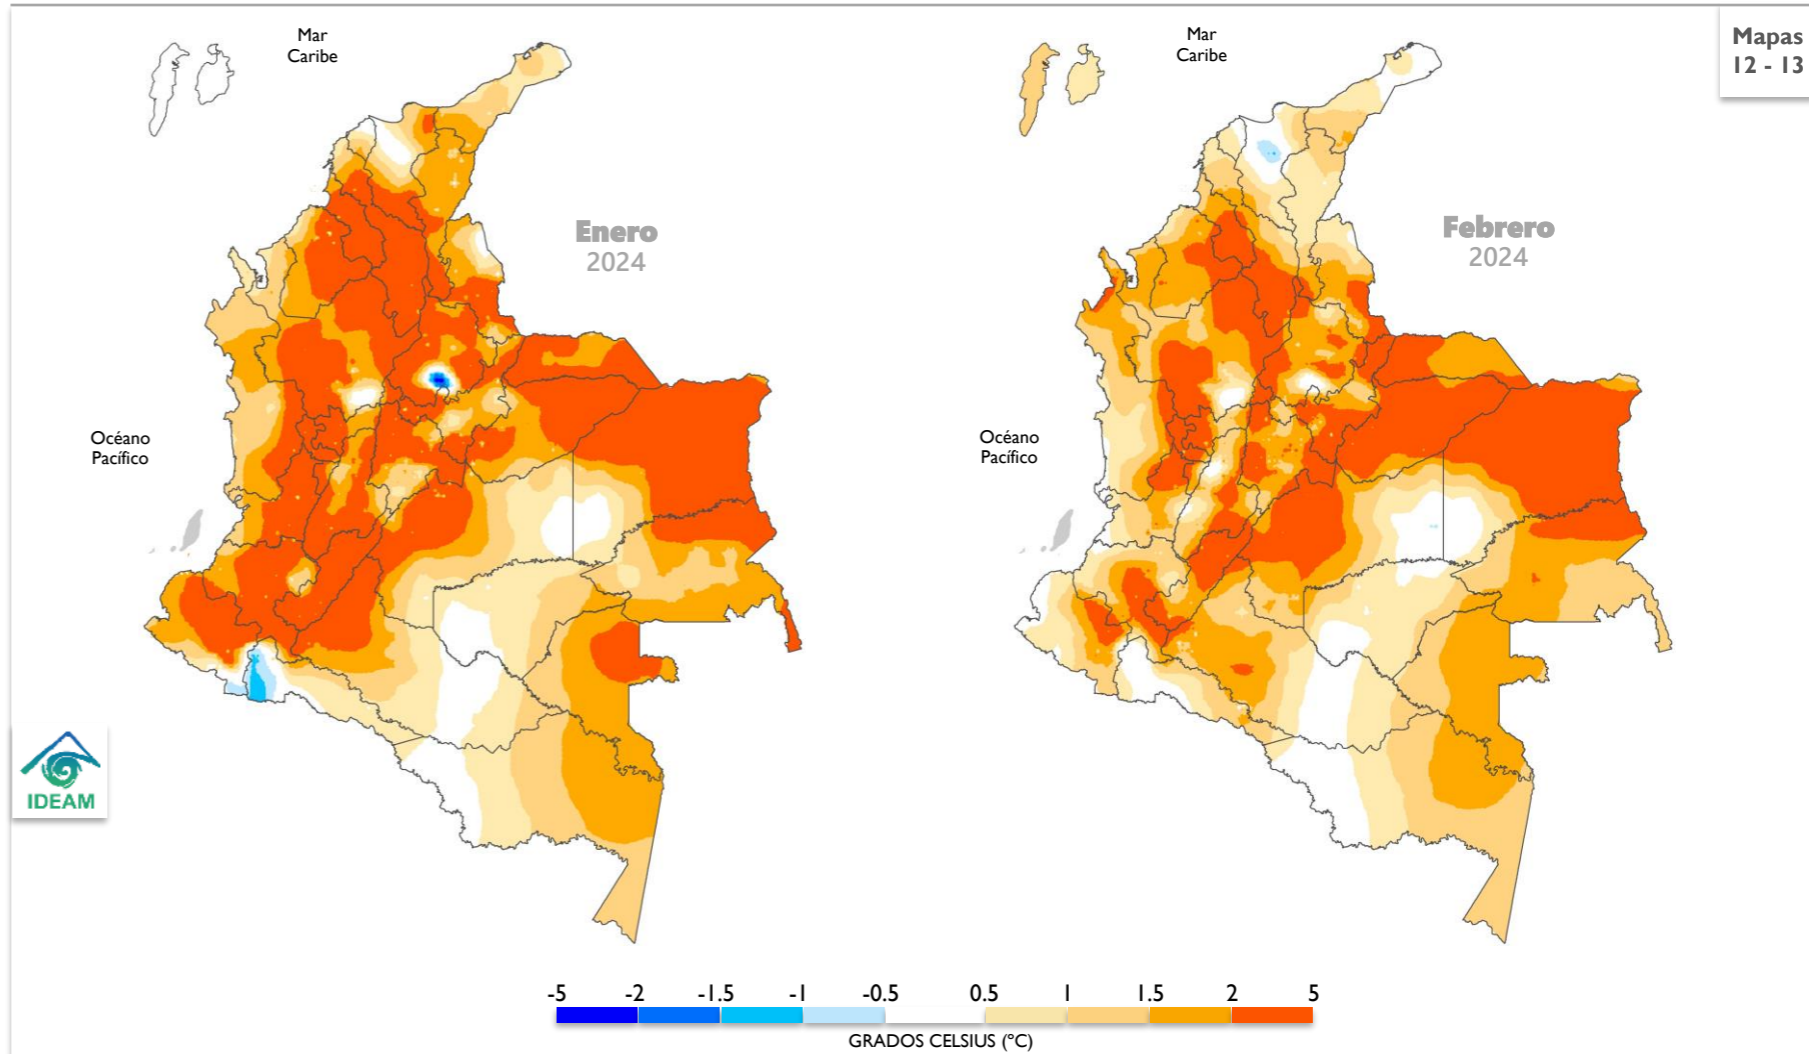 Mar
Caribe
Mar
Caribe
Mapas
12 - 13
Enero
2024
Febrero
2024
Océano
Pacífico
Océano
Pacífico
IDEAM
-5 -2 -1.5 -1 -0.5 0.5 1 1.5 2 5
GRADOS CELSIUS (°C)